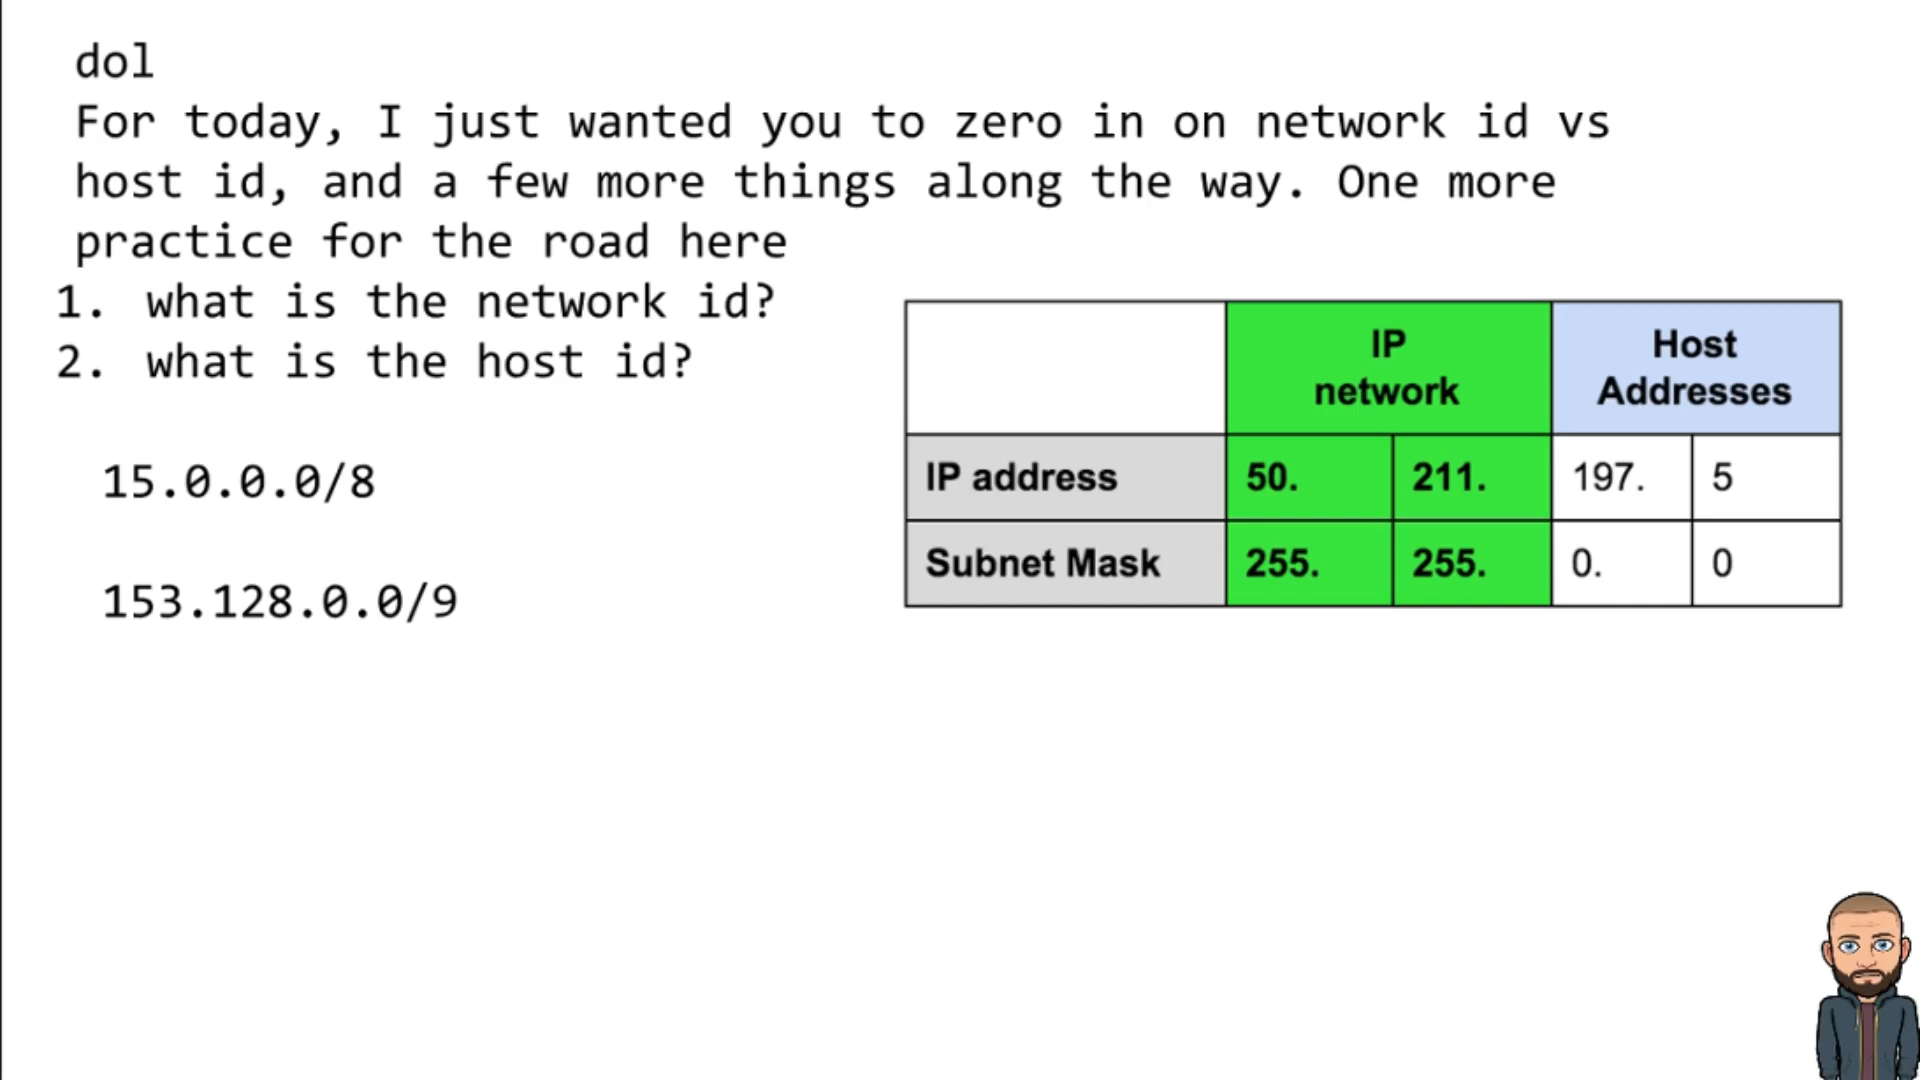 dol
For today, I just wanted you to zero in on network id vs
host id, and a few more things along the way. One more
practice for the road here
1. what is the network id?
2. what is the host id?
15.0.0.0/8
153.128.0.0/9
IP network
Host Addresses
IP address 50. 211. 197. 5
Subnet Mask 255. 255. 0. 0